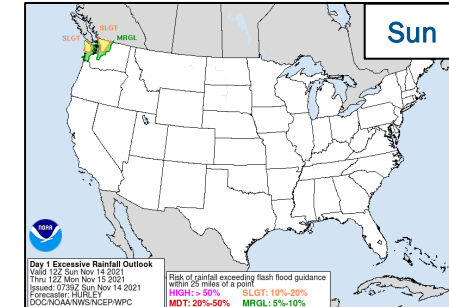 Sun
SLGT
SLGT
MRGL
NOAA
Day 1 Excessive Rainfall Outlook
Valid 12Z Sun Nov 14 2021
Thru 12Z Mon Nov 15 2021
Issued: 0739Z Sun Nov 14 2021
Forecaster: HURLEY
DOC/NOAA/NWS/NCEP/WPC
Risk of rainfall exceeding flash flood guidance
within 25 miles of a point
HIGH: > 50% SLGT: 10%-20%
MDT: 20%-50% MRGL: 5%-10%